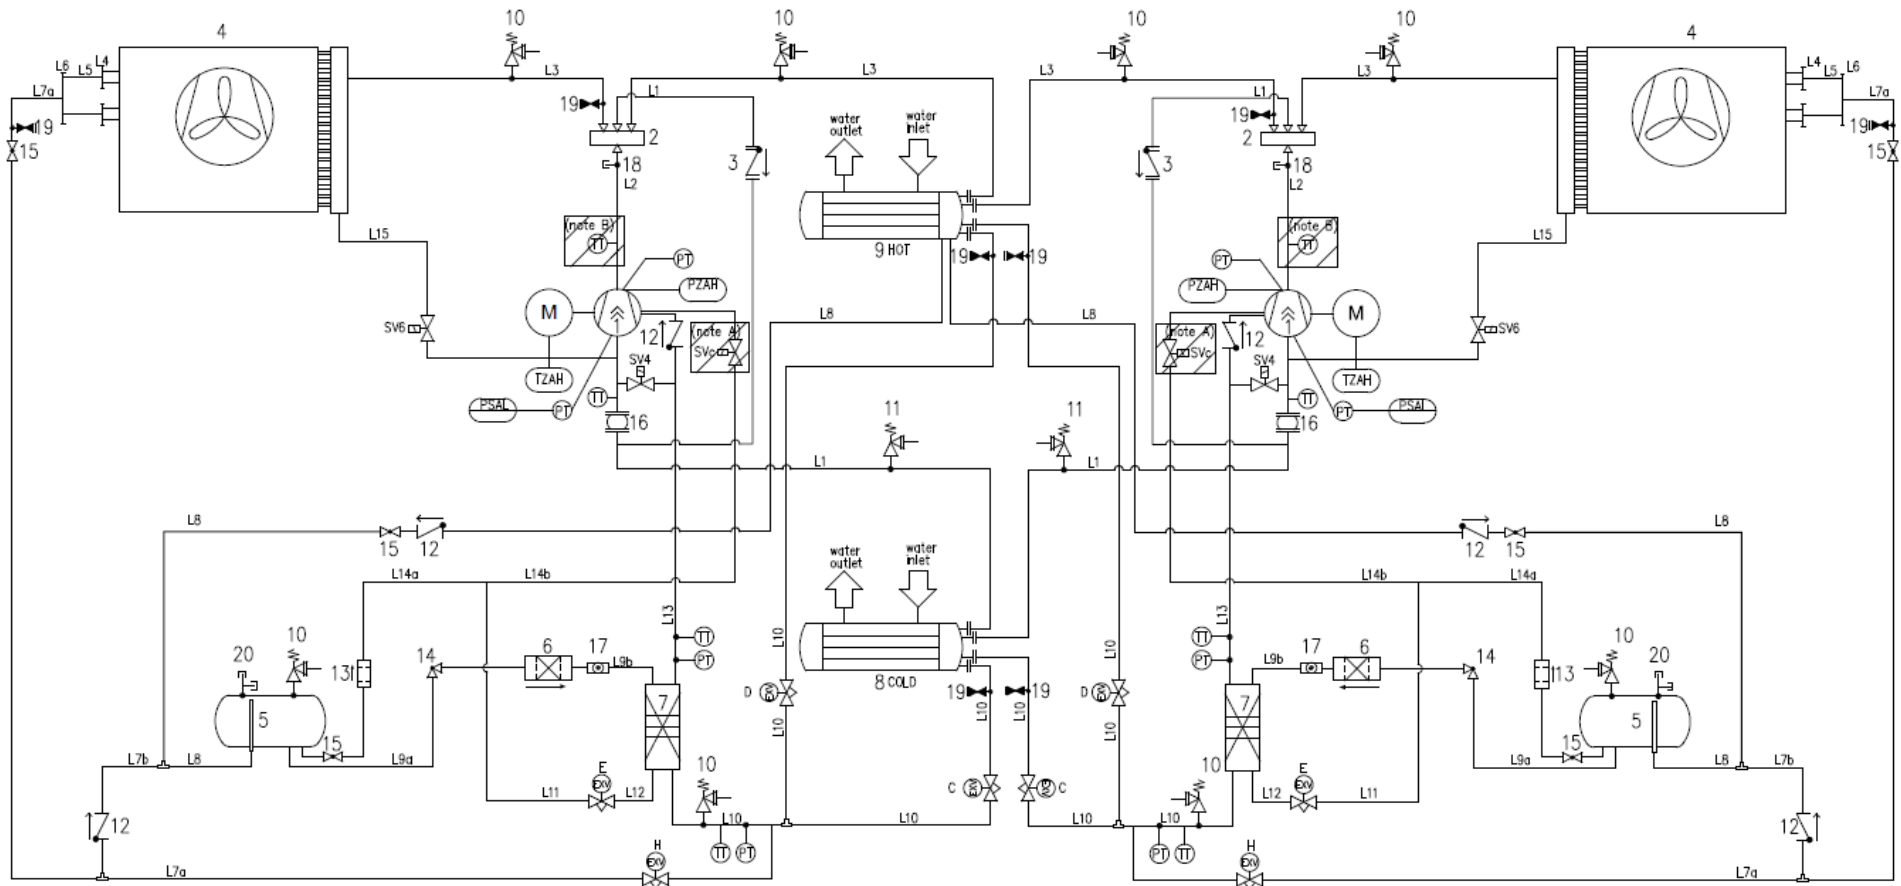 4
10
10
10
10
4
L6
L5
L4
L3
L3
L3
L3
L4
L5
L6
L7a
L7a
19
L1
L1
19
19
19
water
outlet
water
inlet
15
2
3
3
2
15
18
18
L2
L2
(note B)
TT
(note B)
TT
L15
L15
9 HOT
19
19
PT
PT
PZAH
PZAH
M
M
SV6
L8
L8
SV6
12
(note A)
SVc
(note A)
SVc
12
SV4
SV4
TZAH
TZAH
TT
TT
PSAL
PT
PT
PSAL
16
11
11
16
L1
L1
L8
L8
15
12
12
15
water
outlet
water
inlet
L14a
L14b
L14b
L14a
L13
L13
20
10
TT
L10
L10
TT
10
20
13
14
6
17
L9b
PT
PT
L9b
17
6
14
13
8 COLD
5
7
D
EXV
19
19
D
EXV
7
5
L10
L10
L10
L10
15
15
L7b
L8
L9a
10
10
L9a
L8
L7b
E
EXV
C
EXV
EXV
C
E
EXV
L11
L12
L12
L11
12
L10
L10
L10
L10
12
TT
PT
PT
TT
H
EXV
H
EXV
L7a
L7a